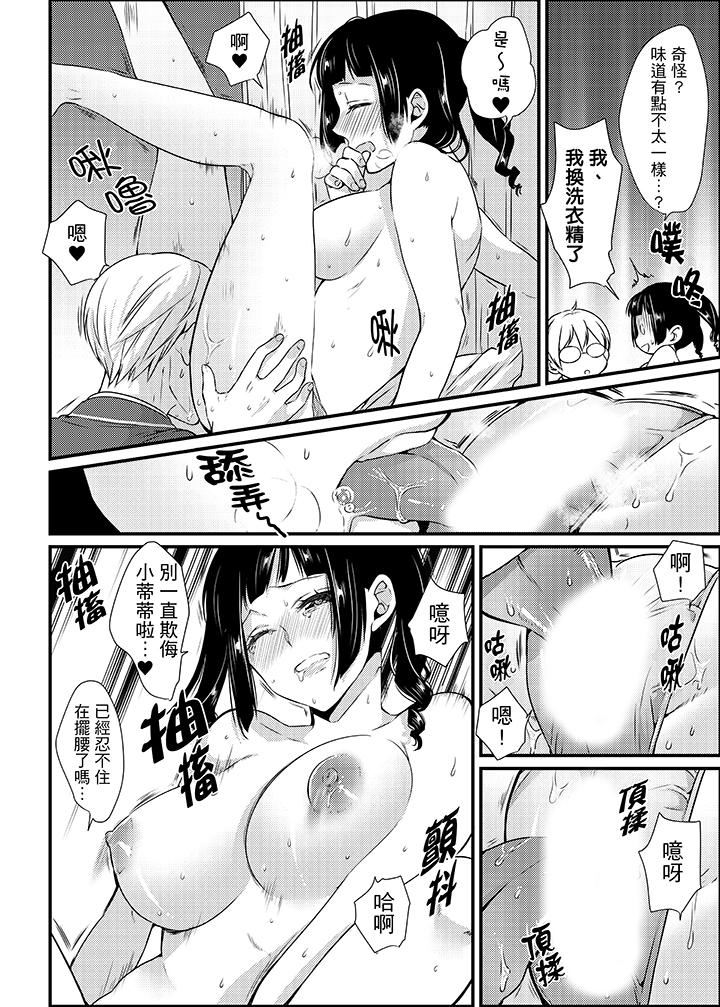 奇怪？
味道有點不太一樣…？
我、
我換洗衣精了
噗
咚
是～嗎♥
抽搐
啊♥
啾嚕
嗯♥
抽搐
舔弄～
啊！
咕啾
嗯！
噫呀
頂揉
頂揉
噫呀
別一直欺侮
小蒂蒂啦…♥
抽搐
抽搐
已經忍不住
在擺腰了嗎…
顫抖
哈啊